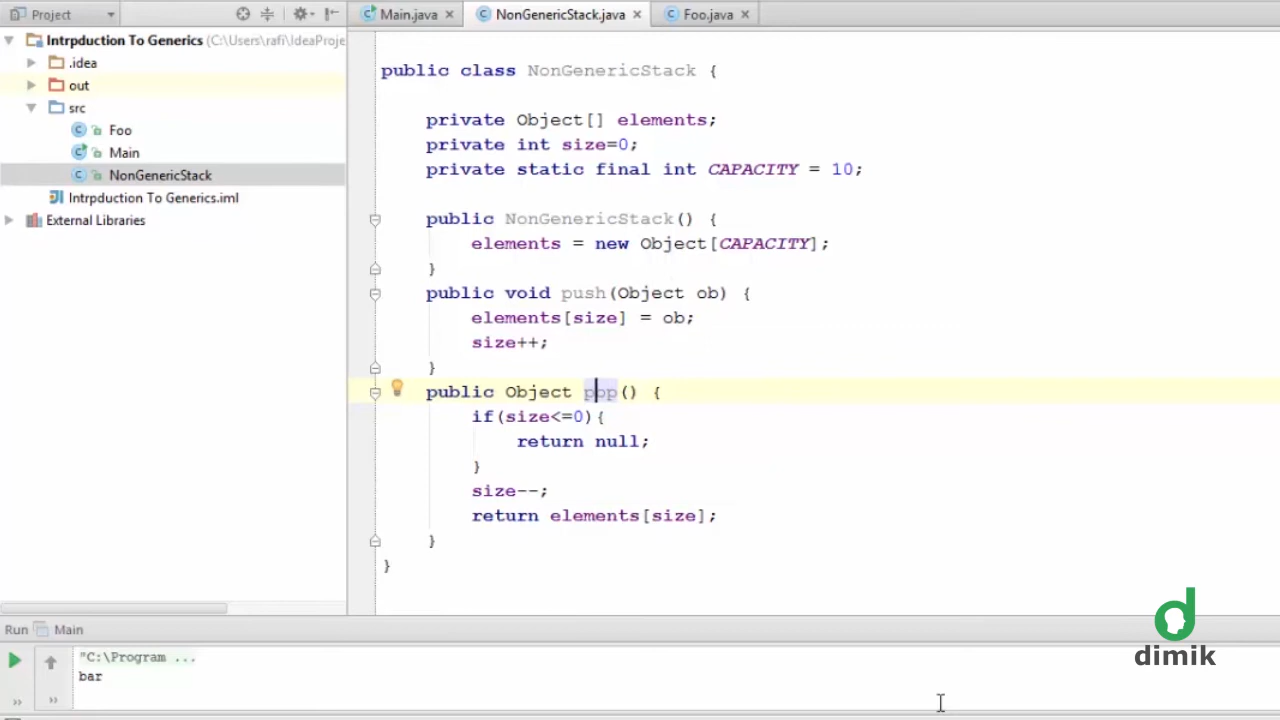 Project
Main.java
NonGenericStack.java
Foo.java
Intrpduction To Generics (C:\Users\rafi\IdeaProje
.idea
out
src
Foo
Main
NonGenericStack
Intrpduction To Generics.iml
External Libraries
public class NonGenericStack {
private Object[] elements;
private int size=0;
private static final int CAPACITY = 10;
public NonGenericStack() {
elements = new Object[CAPACITY];
}
public void push(Object ob) {
elements[size] = ob;
size++;
}
public Object pop() {
if(size<=0){
return null;
}
size--;
return elements[size];
}
}
Run Main
"C:\Program ...
bar
dimik